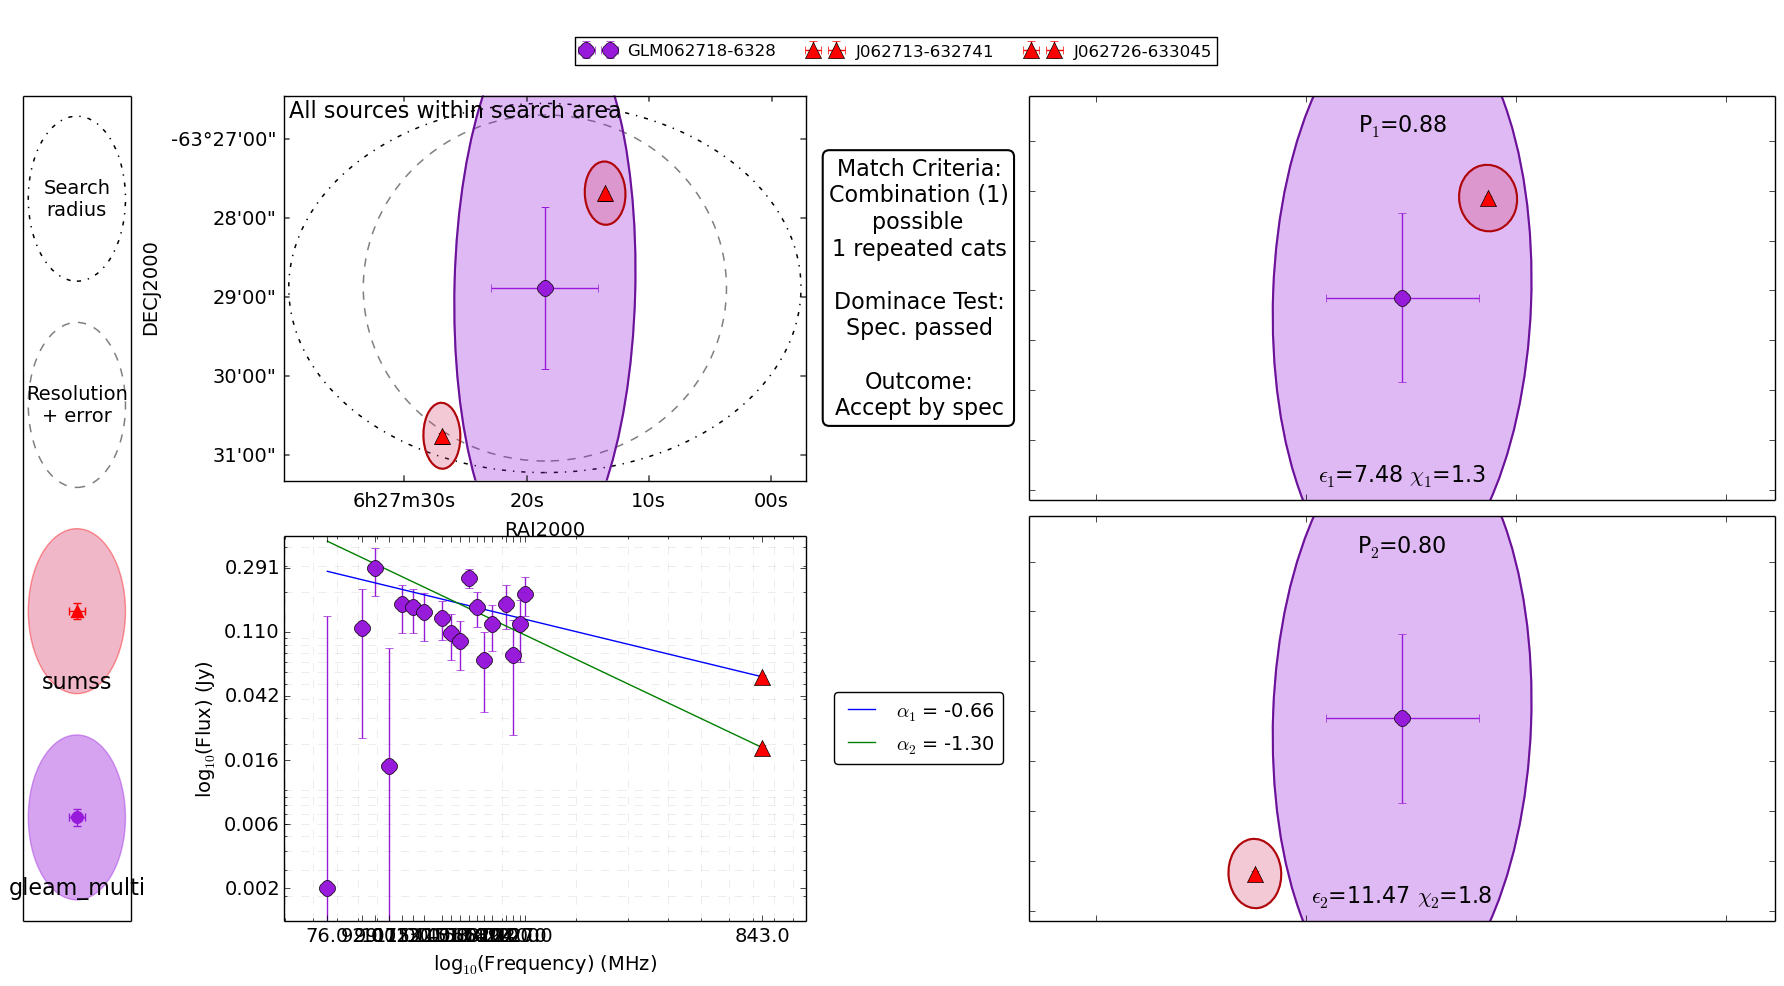 GLM062718-6328 J062713-632741 J062726-633045
Search
radius
Resolution
+ error
sumss
gleam_multi
All sources within search area
DECJ2000
-63°27'00"
28'00"
29'00"
30'00"
31'00"
6h27m30s 20s 10s 00s
RAJ2000
Match Criteria:
Combination (1)
possible
1 repeated cats
Dominace Test:
Spec. passed
Outcome:
Accept by spec
P1=0.88
ϵ1=7.48 χ1=1.3
log10(Flux) (Jy)
0.291
0.110
0.042
0.016
0.006
0.002
76.0 843.0
log10(Frequency) (MHz)
α1 = -0.66
α2 = -1.30
P2=0.80
ϵ2=11.47 χ2=1.8